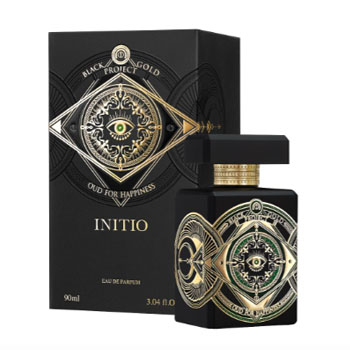 BLACK GOLD
PROJECT
OUD FOR HAPPINESS
INITIO
EAU DE PARFUM
90ml 3.04 fl.O
BLACK GOLD
PROJECT
OUD FOR HAPPINESS